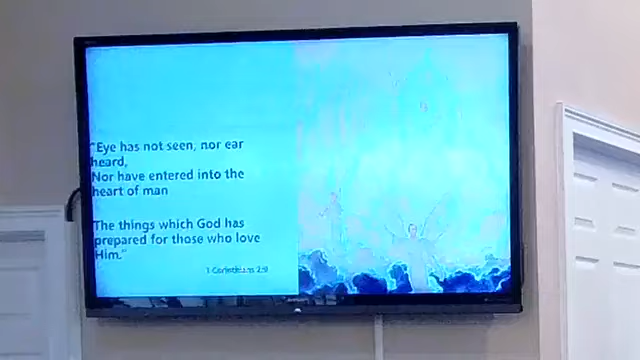 "Eye has not seen, nor ear
heard,
Nor have entered into the
heart of man
The things which God has
prepared for those who love
Him."
1 Corinthians 2:9